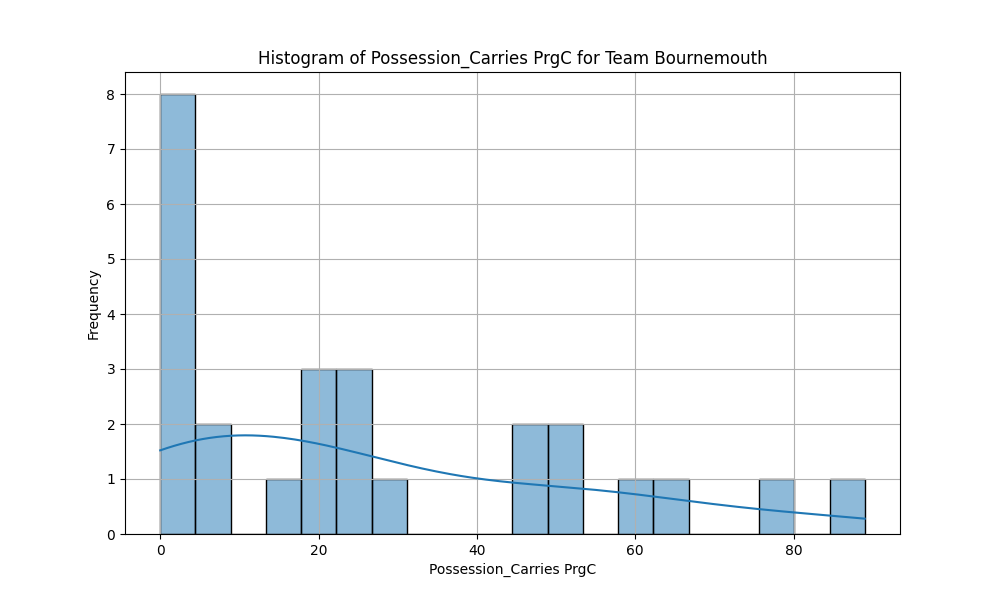 Histogram of Possession_Carries PrgC for Team Bournemouth
8
7
6
5
4
3
2
1
0
Frequency
0 20 40 60 80
Possession_Carries PrgC